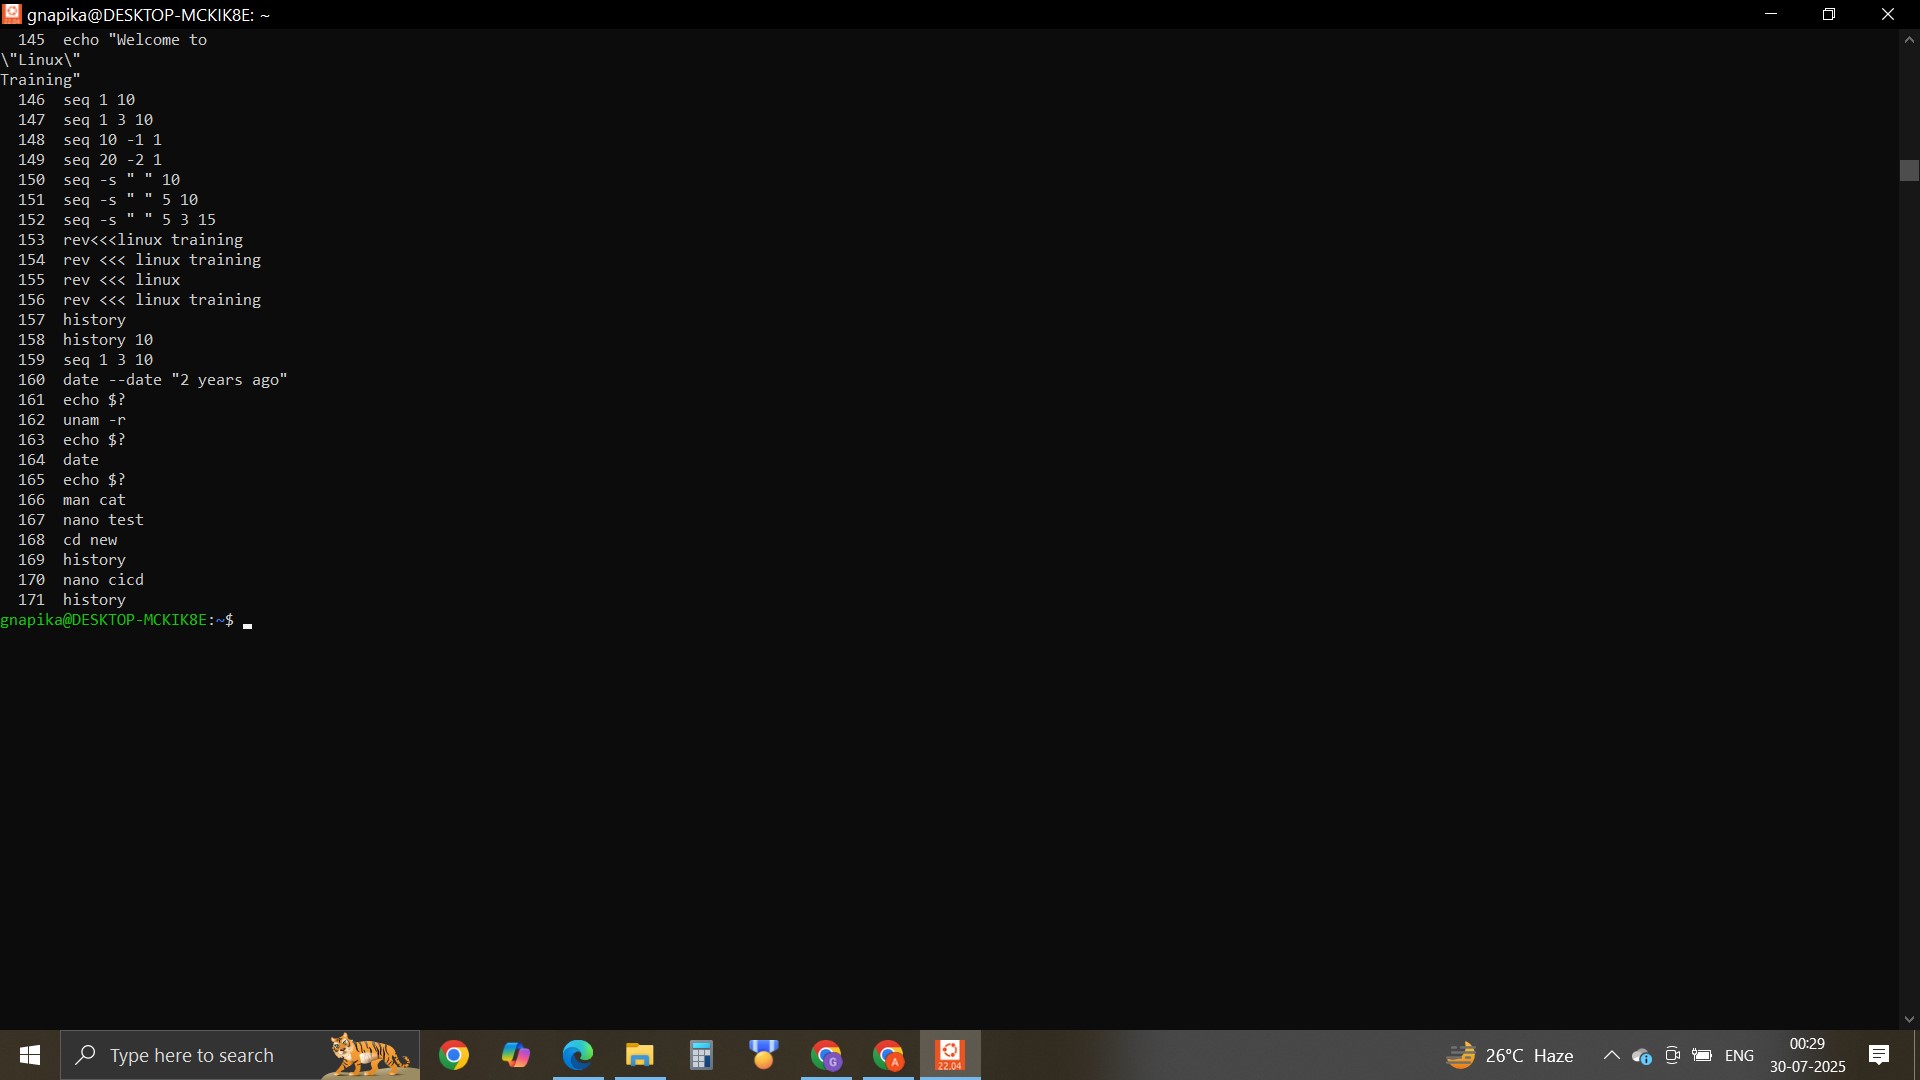 gnapika@DESKTOP-MCKIK8E: ~
145 echo "Welcome to
\"Linux\"
Training"
146 seq 1 10
147 seq 1 3 10
148 seq 10 -1 1
149 seq 20 -2 1
150 seq -s " " 10
151 seq -s " " 5 10
152 seq -s " " 5 3 15
153 rev<<<linux training
154 rev <<< linux training
155 rev <<< linux
156 rev <<< linux training
157 history
158 history 10
159 seq 1 3 10
160 date --date "2 years ago"
161 echo $?
162 unam -r
163 echo $?
164 date
165 echo $?
166 man cat
167 nano test
168 cd new
169 history
170 nano cicd
171 history
gnapika@DESKTOP-MCKIK8E:~$
Type here to search
G
A
22.04
26°C Haze
ENG
00:29
30-07-2025